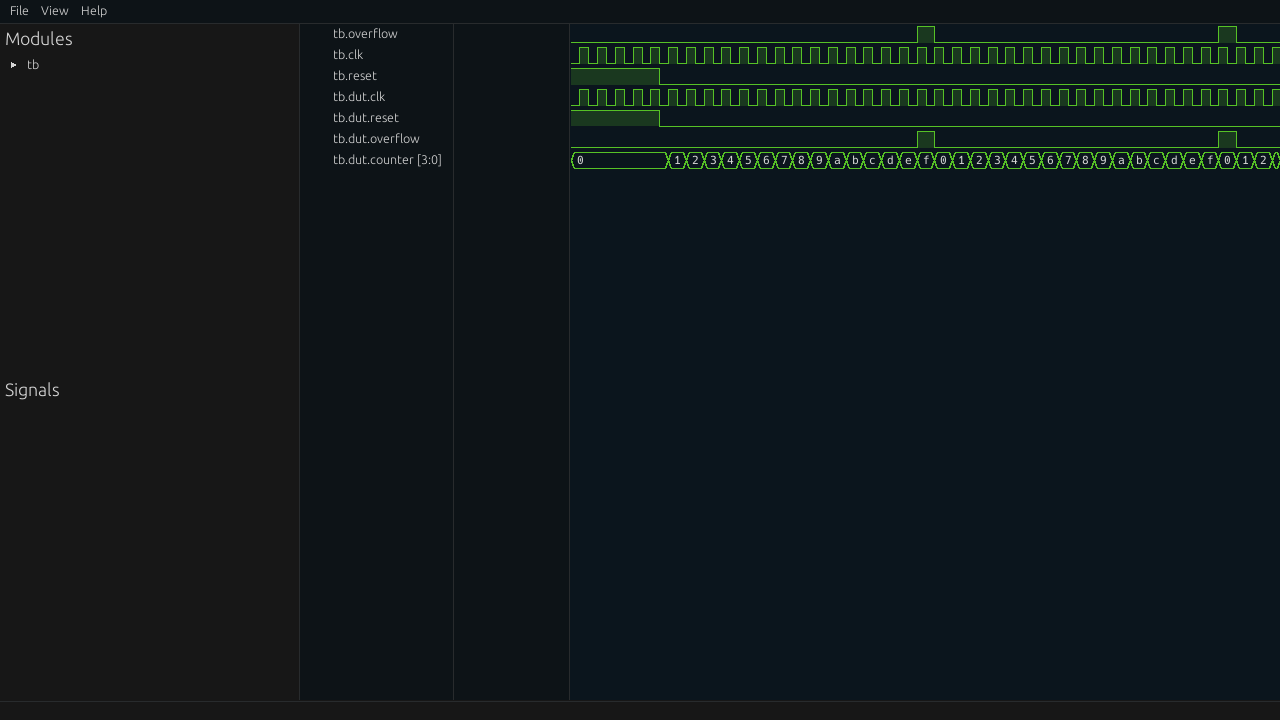 File View Help
Modules
tb
Signals
tb.overflow
tb.clk
tb.reset
tb.dut.clk
tb.dut.reset
tb.dut.overflow
tb.dut.counter [3:0]
0 1 2 3 4 5 6 7 8 9 a b c d e f 0 1 2 3 4 5 6 7 8 9 a b c d e f 0 1 2